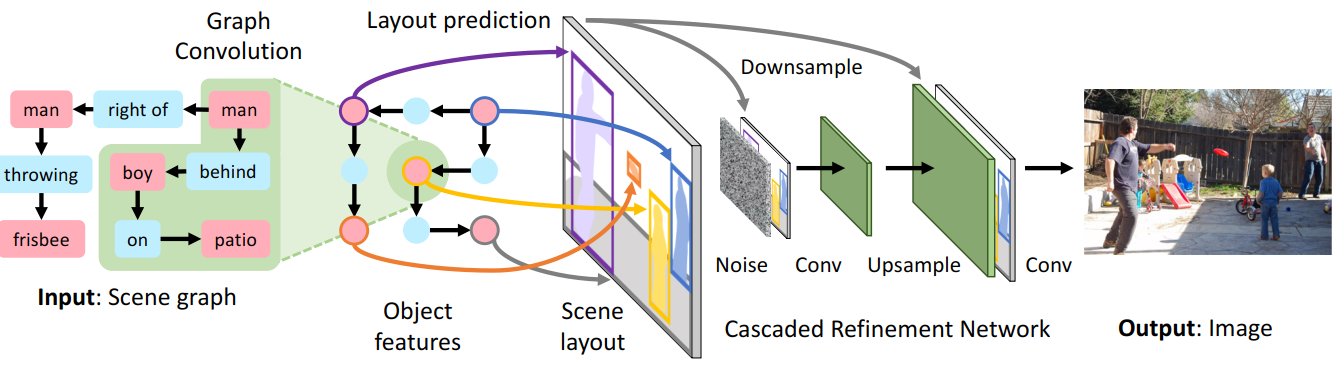 Graph
Convolution
Layout prediction
Downsample
man
right of
man
throwing
boy
behind
frisbee
on
patio
Noise
Conv
Upsample
Conv
Input: Scene graph
Object
features
Scene
layout
Cascaded Refinement Network
Output: Image